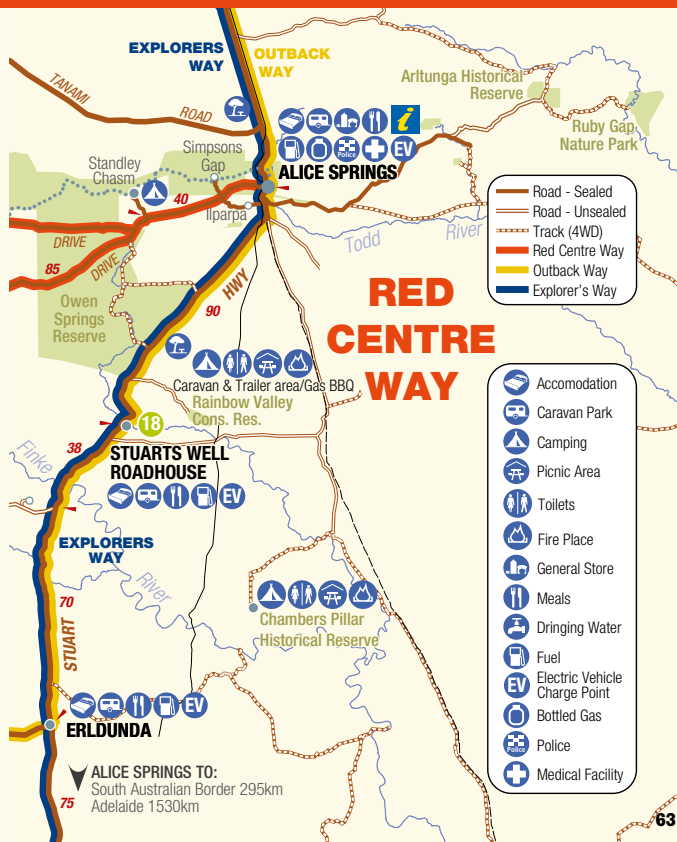 EXPLORERS
WAY
OUTBACK
WAY
TANAMI
ROAD
Arltunga Historical
Reserve
Ruby Gap
Nature Park
i
Police
EV
Simpsons
Gap
Standley
Chasm
ALICE SPRINGS
40
Ilparpa
Todd
River
DRIVE
85
DRIVE
HWY
90
Owen
Springs
Reserve
Road - Sealed
Road - Unsealed
Track (4WD)
Red Centre Way
Outback Way
Explorer's Way
RED
CENTRE
WAY
Caravan & Trailer area/Gas BBQ
Rainbow Valley
Cons. Res.
18
38
STUARTS WELL
ROADHOUSE
EV
Finke
EXPLORERS
WAY
River
70
STUART
Chambers Pillar
Historical Reserve
EV
ERLDUNDA
ALICE SPRINGS TO:
South Australian Border 295km
Adelaide 1530km
75
Accomodation
Caravan Park
Camping
Picnic Area
Toilets
Fire Place
General Store
Meals
Dringing Water
Fuel
EV
Electric Vehicle
Charge Point
Bottled Gas
Police
Police
Medical Facility
63